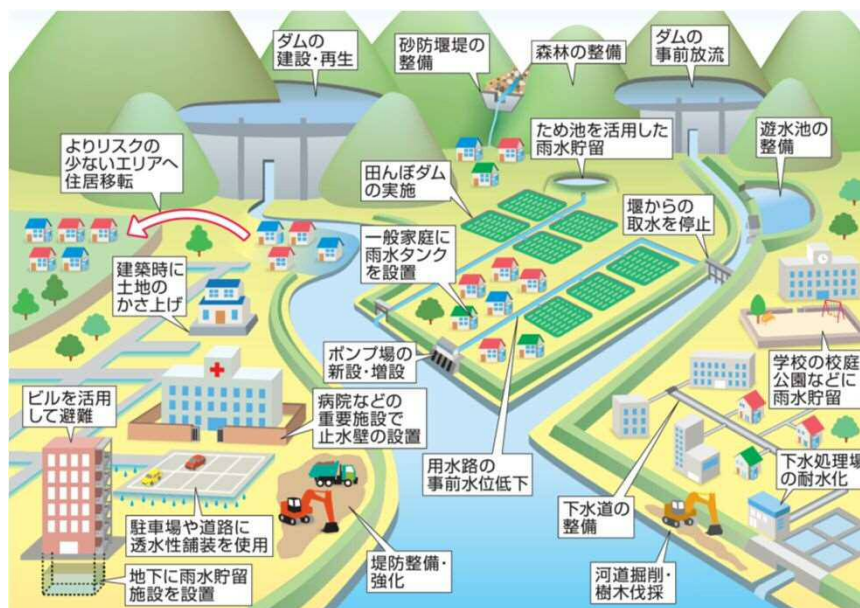 ダムの
建設・再生
砂防堰堤の
整備
森林の整備
ダムの
事前放流
よりリスクの
少ないエリアへ
住居移転
田んぼダム
の実施
ため池を活用した
雨水貯留
遊水池の
整備
一般家庭に
雨水タンク
を設置
堰からの
取水を停止
建築時に
土地の
かさ上げ
ポンプ場の
新設・増設
学校の校庭
公園などに
雨水貯留
ビルを活用
して避難
病院などの
重要施設で
止水壁の設置
用水路の
事前水位低下
下水道の
整備
下水処理場
の耐水化
駐車場や道路に
透水性舗装を使用
地下に雨水貯留
施設を設置
堤防整備・
強化
河道掘削・
樹木伐採